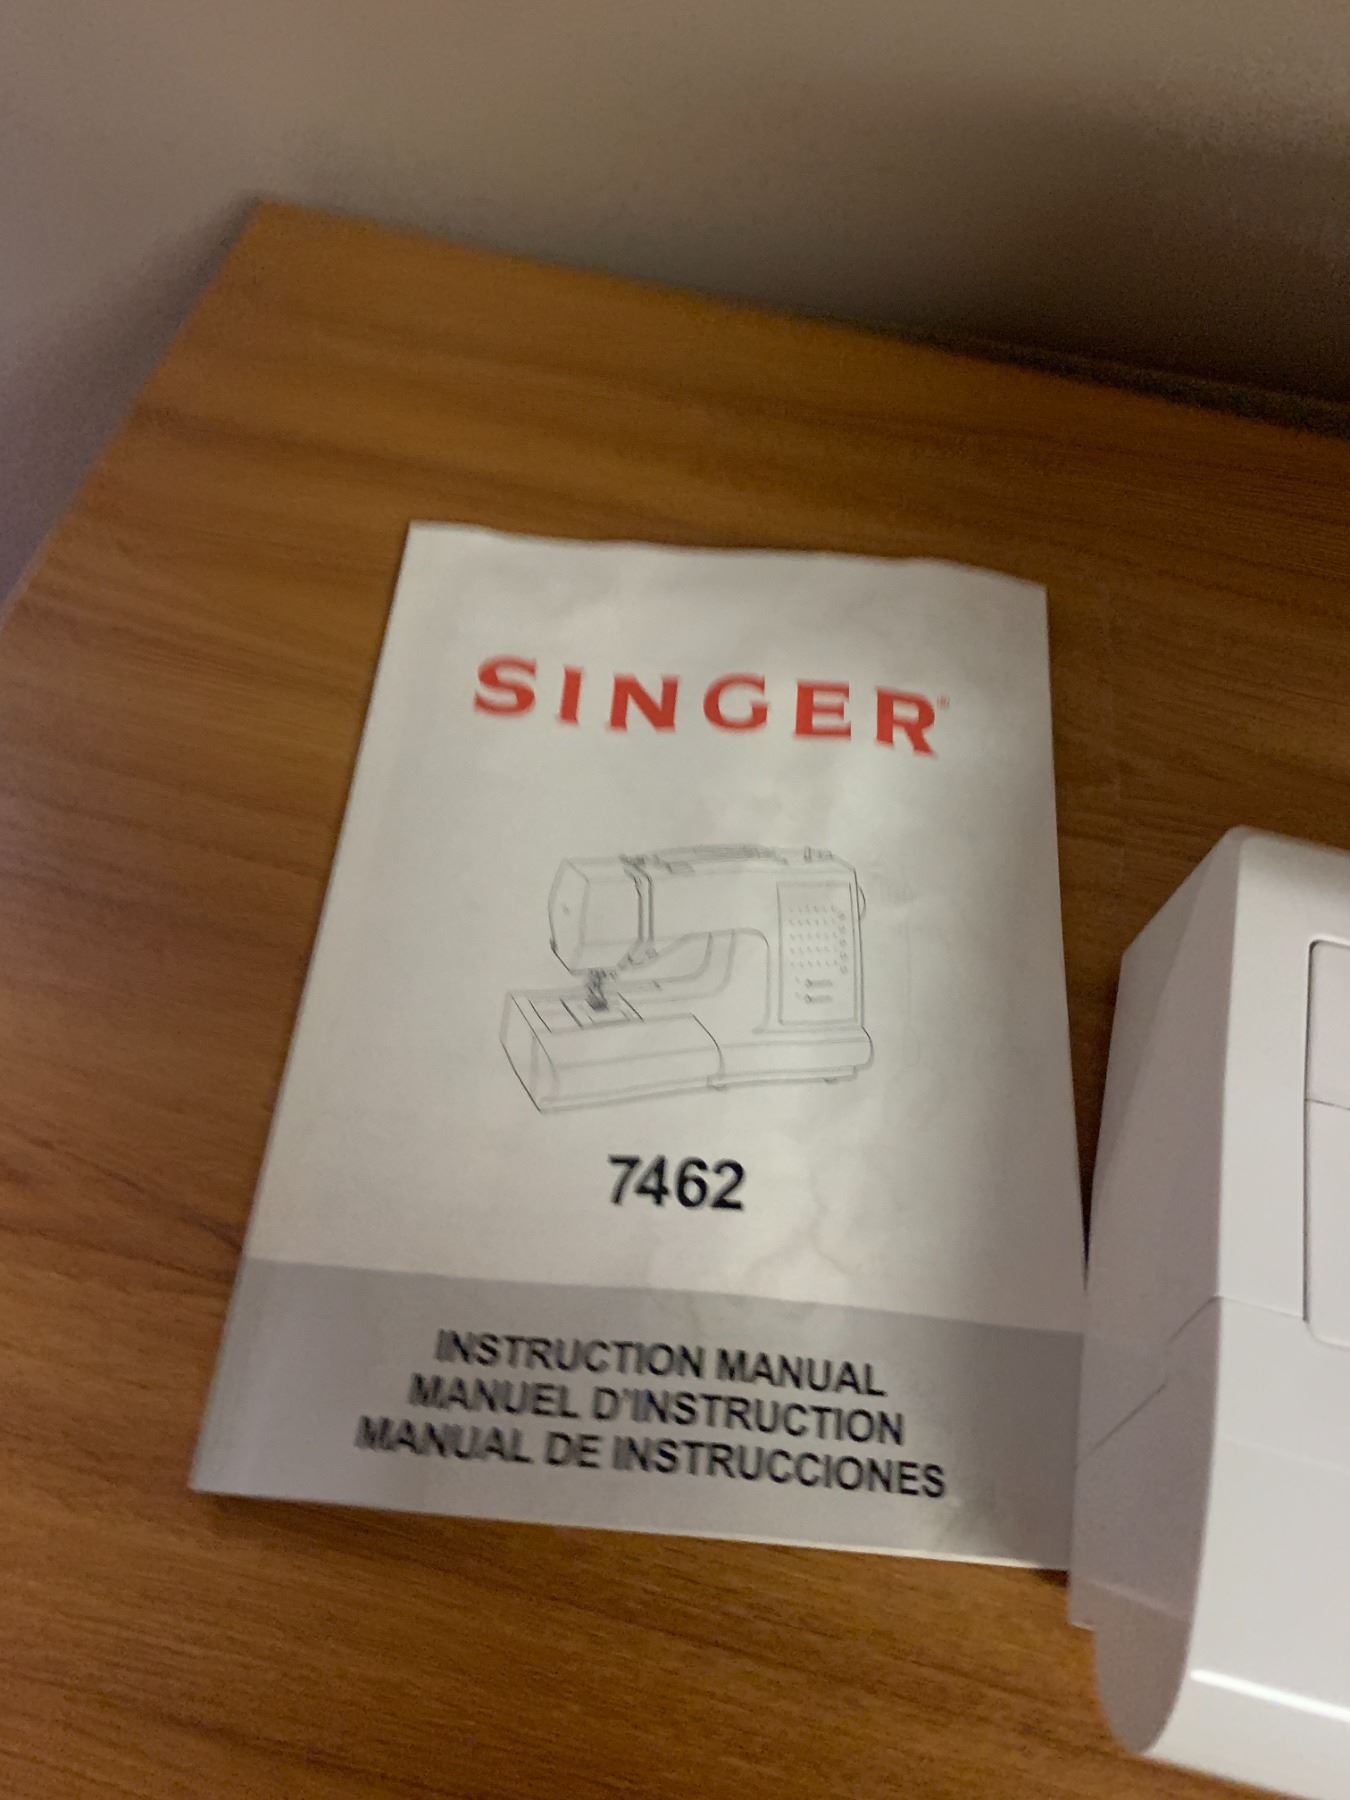 SINGER®
7462
INSTRUCTION MANUAL
MANUEL D'INSTRUCTION
MANUAL DE INSTRUCCIONES